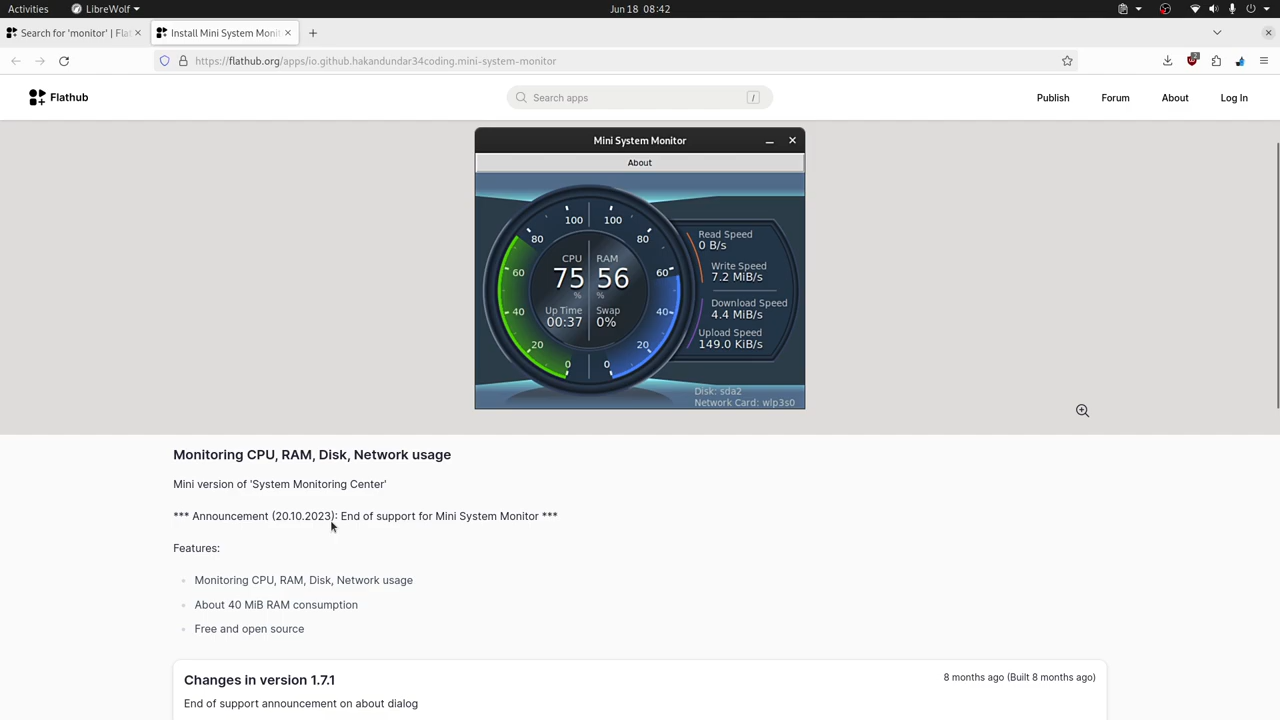 Activities
LibreWolf
Jun 18 08:42
Search for 'monitor' | Fla
Install Mini System Monit
https://flathub.org/apps/io.github.hakandundar34coding.mini-system-monitor
2
Flathub
Search apps
/
Publish
Forum
About
Log In
Mini System Monitor
About
100 100
80 80
60 60
40 40
20 20
0 0
CPU RAM
75 56
% %
Up Time Swap
00:37 0%
Read Speed
0 B/s
Write Speed
7.2 MiB/s
Download Speed
4.4 MiB/s
Upload Speed
149.0 KiB/s
Disk: sda2
Network Card: wlp3s0
Monitoring CPU, RAM, Disk, Network usage
Mini version of 'System Monitoring Center'
*** Announcement (20.10.2023): End of support for Mini System Monitor ***
Features:
Monitoring CPU, RAM, Disk, Network usage
About 40 MiB RAM consumption
Free and open source
Changes in version 1.7.1
8 months ago (Built 8 months ago)
End of support announcement on about dialog